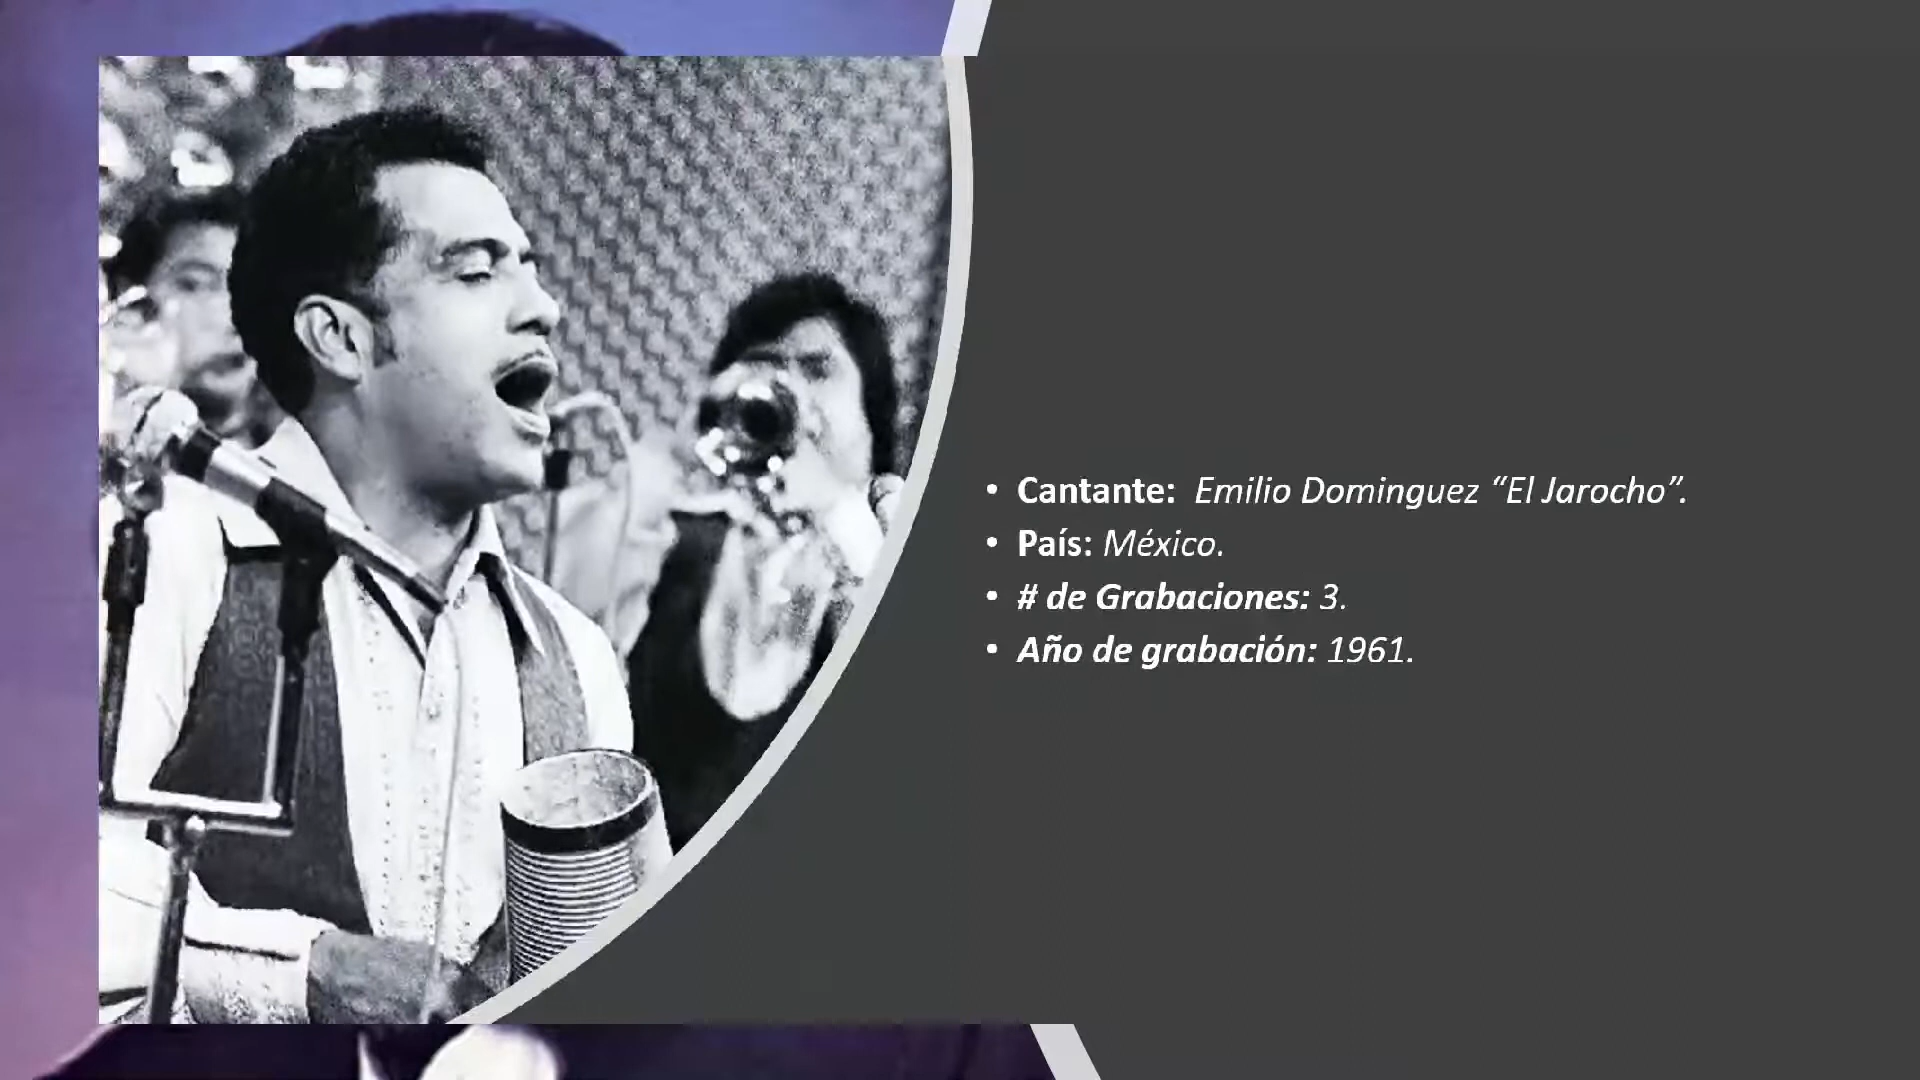 • Cantante: Emilio Dominguez “El Jarocho”.
• País: México.
• # de Grabaciones: 3.
• Año de grabación: 1961.